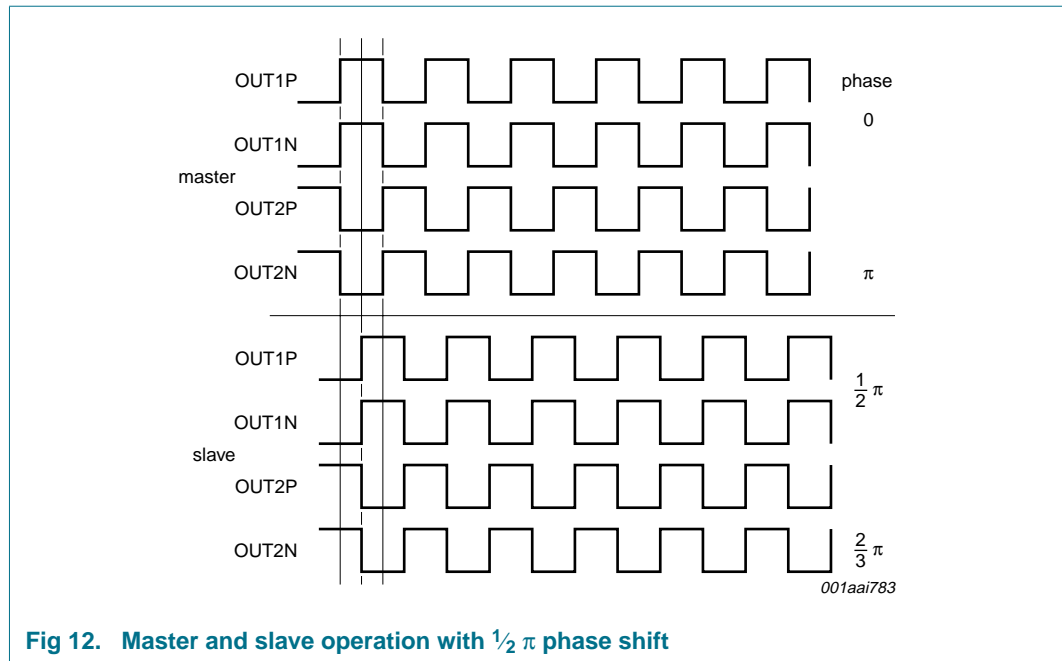 OUT1P
phase
0
OUT1N
master
OUT2P
OUT2N
π
OUT1P
1/2 π
OUT1N
slave
OUT2P
OUT2N
2/3 π
001aai783
Fig 12. Master and slave operation with 1/2 π phase shift